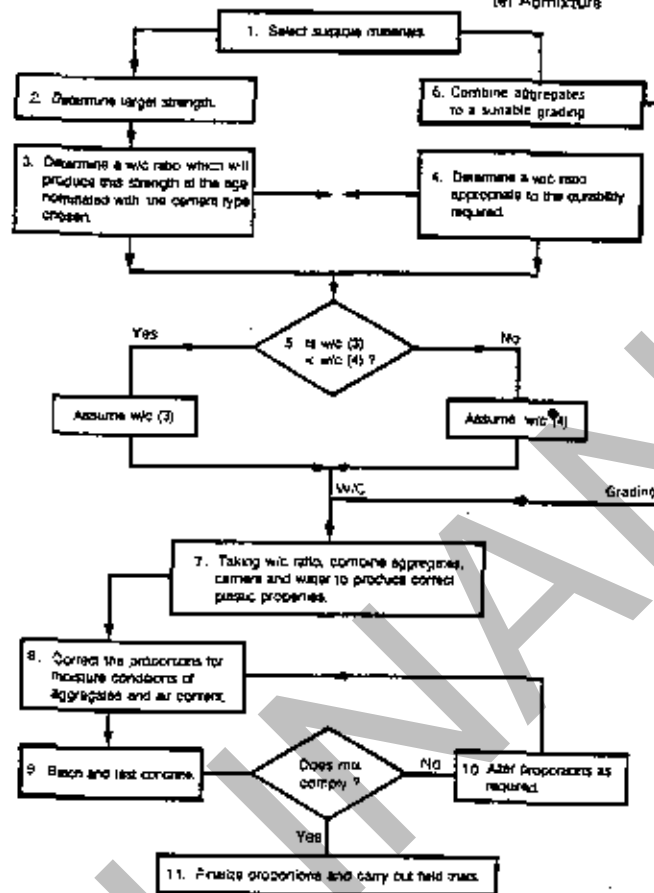 Admixture
1. Select suitable materials.
2. Determine target strength.
6. Combine aggregates
to a suitable grading
3. Determine a w/c ratio which will
produce this strength at the age
nominated with the cement type
chosen.
4. Determine a w/c ratio
appropriate to the durability
required.
Yes
5. Is w/c (3)
< w/c (4) ?
No
Assume w/c (3)
Assume w/c (4)
W/C
Grading
7. Taking w/c ratio, combine aggregates,
cement and water to produce correct
plastic properties.
8. Correct the proportions for
moisture conditions of
aggregates and air content.
9. Batch and test concrete.
Does mix
comply ?
No
10. Alter proportions as
required.
Yes
11. Finalize proportions and carry out field trials.